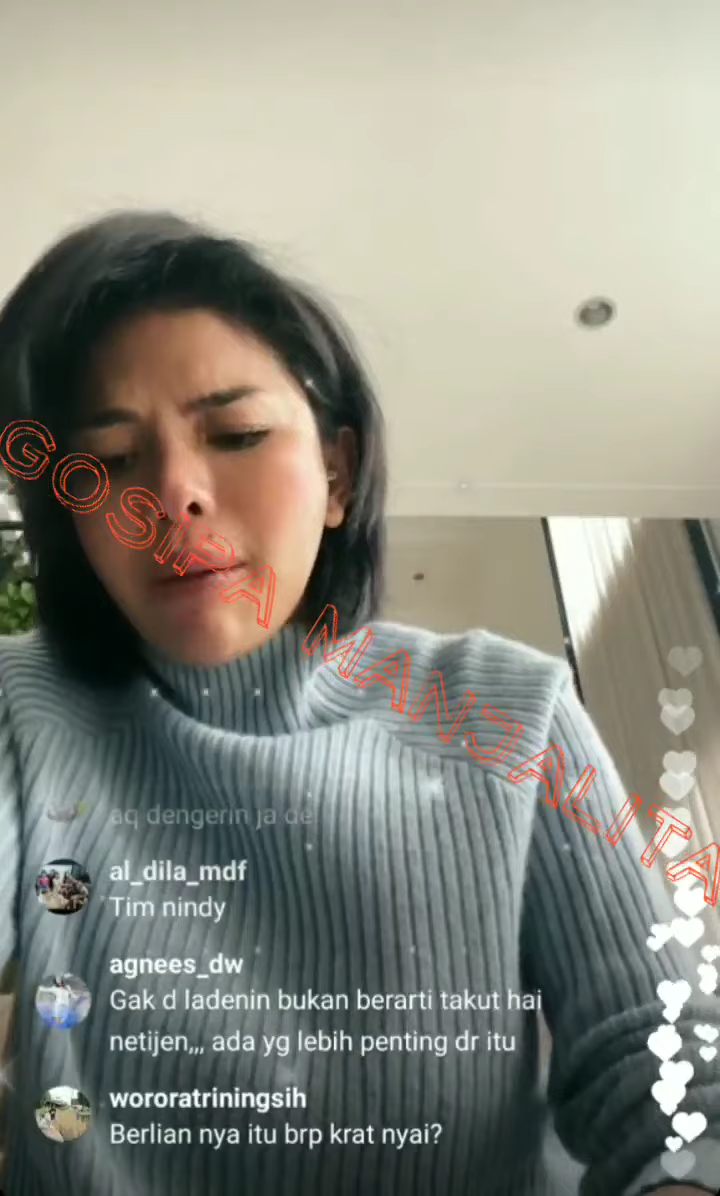 GOSIPA MANJALITA
aq dengerin ja de
al_dila_mdf
Tim nindy
agnees_dw
Gak d ladenin bukan berarti takut hai
netijen,,, ada yg lebih penting dr itu
wororatriningsih
Berlian nya itu brp krat nyai?